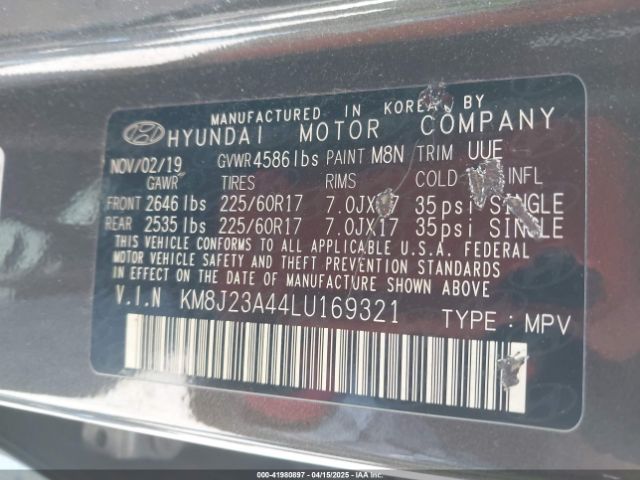 MANUFACTURED IN KOREA BY
HYUNDAI MOTOR COMPANY
NOV/02/19 GVWR 4586 lbs PAINT M8N TRIM UUE
GAWR TIRES RIMS COLD INFL
FRONT 2646 lbs 225/60R17 7.0JX17 35psi SINGLE
REAR 2535 lbs 225/60R17 7.0JX17 35psi SINGLE
THIS VEHICLE CONFORMS TO ALL APPLICABLE U.S.A. FEDERAL
MOTOR VEHICLE SAFETY AND THEFT PREVENTION STANDARDS
IN EFFECT ON THE DATE OF MANUFACTURE SHOWN ABOVE.
V.I.N KM8J23A44LU169321 TYPE : MPV
000-41980897 - 04/15/2025 - IAA Inc.